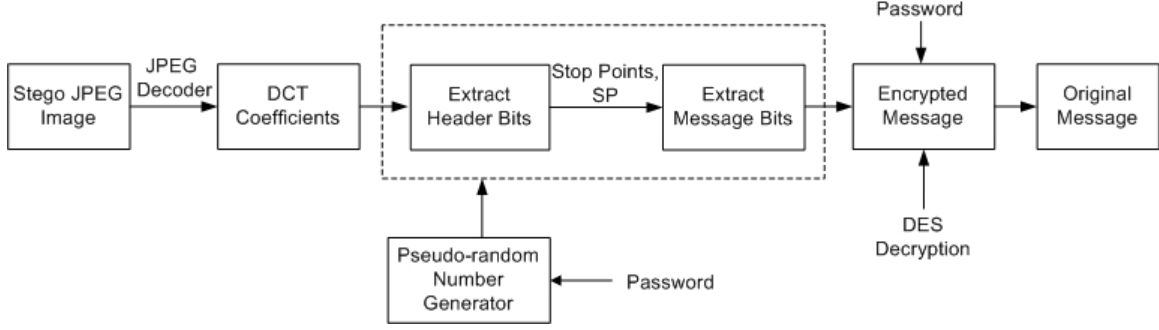 Password
Stego JPEG
Image
JPEG
Decoder
DCT
Coefficients
Extract
Header Bits
Stop Points,
SP
Extract
Message Bits
Encrypted
Message
Original
Message
DES
Decryption
Pseudo-random
Number
Generator
Password